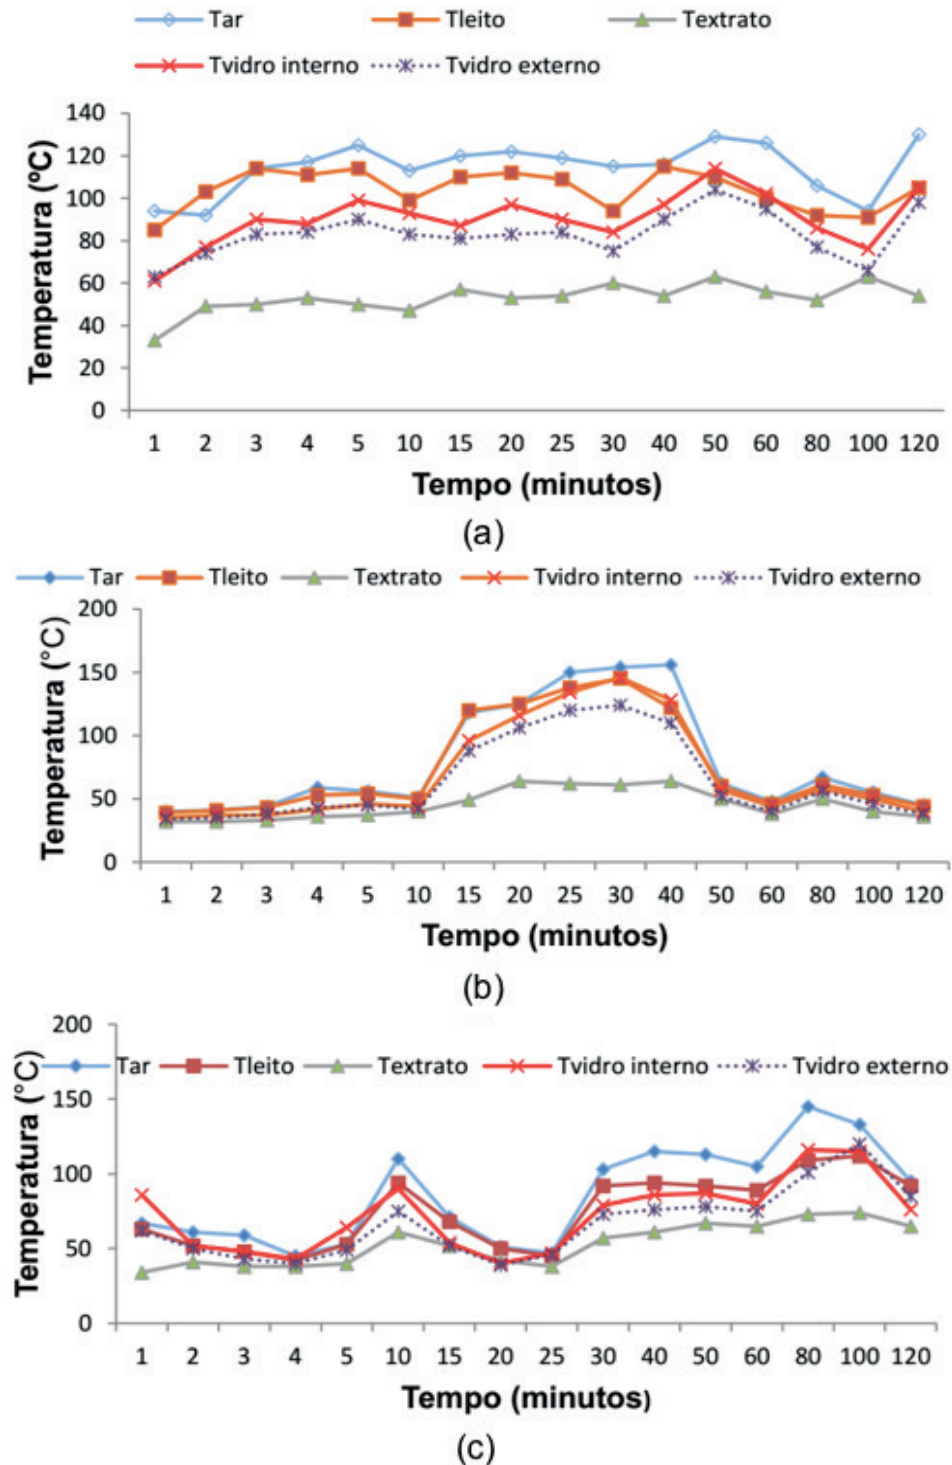 Tar Tleito Textrato
Tvidro interno Tvidro externo
Temperatura (ºC)
140
120
100
80
60
40
20
0
1 2 3 4 5 10 15 20 25 30 40 50 60 80 100 120
Tempo (minutos)
(a)
Tar Tleito Textrato Tvidro interno Tvidro externo
Temperatura (°C)
200
150
100
50
0
1 2 3 4 5 10 15 20 25 30 40 50 60 80 100 120
Tempo (minutos)
(b)
Temperatura (°C)
200
Tar Tleito Textrato Tvidro interno Tvidro externo
150
100
50
0
1 2 3 4 5 10 15 20 25 30 40 50 60 80 100 120
Tempo (minutos)
(c)